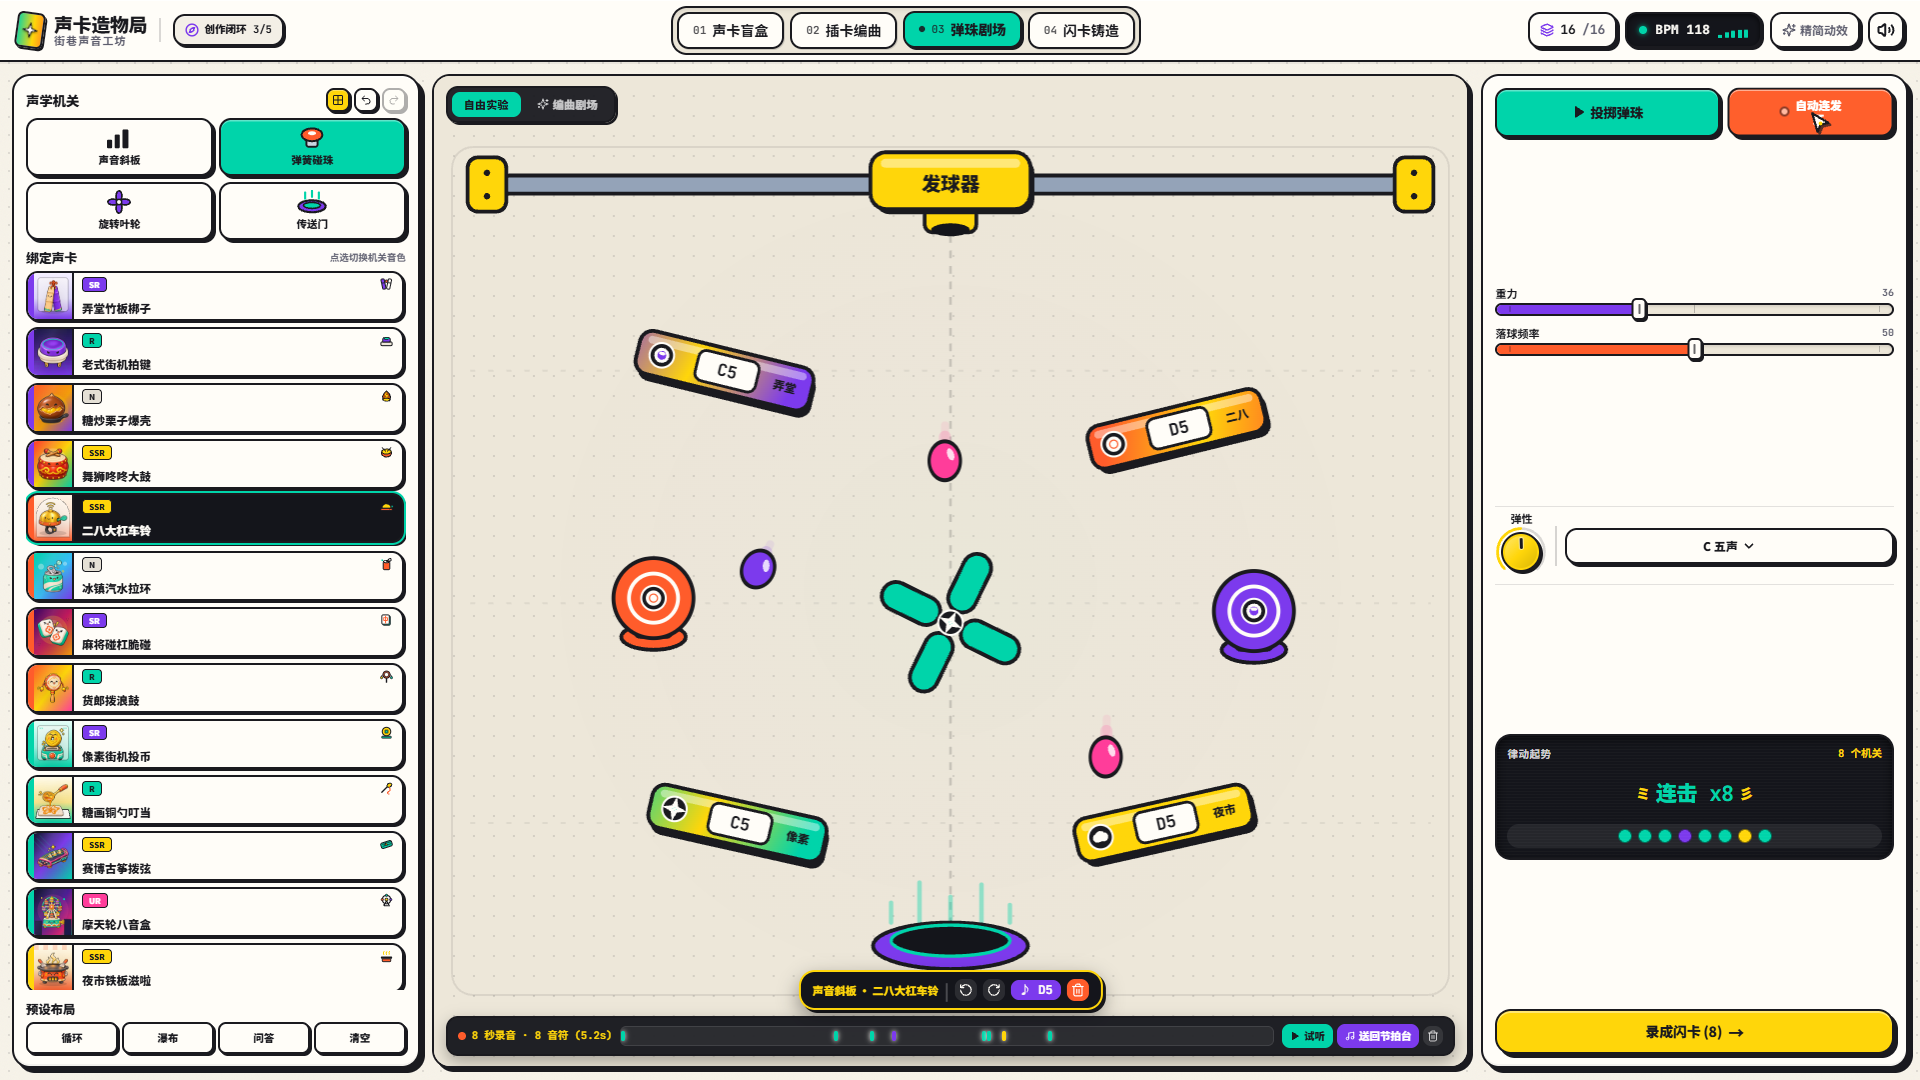 声卡造物局
街巷声音工坊
创作闭环 3/5
01 声卡盲盒
02 插卡编曲
03 弹珠剧场
04 闪卡铸造
16 /16
BPM 118
精简动效
声学机关
声音斜板
弹簧碰珠
旋转叶轮
传送门
绑定声卡
点选切换机关音色
SR
弄堂竹板梆子
R
老式街机拍键
N
糖炒栗子爆壳
SSR
舞狮咚咚大鼓
SSR
二八大杠车铃
N
冰镇汽水拉环
SR
麻将碰杠脆碰
R
货郎拨浪鼓
SR
像素街机投币
R
糖画铜勺叮当
SSR
赛博古筝拨弦
UR
摩天轮八音盒
SSR
夜市铁板滋啦
预设布局
循环
瀑布
问答
清空
自由实验
编曲剧场
发球器
C5
弄堂
D5
二八
C5
像素
D5
夜市
声音斜板 · 二八大杠车铃
D5
8 秒录音 · 8 音符 (5.2s)
试听
送回节拍台
投掷弹珠
自动连发
重力
36
落球频率
50
弹性
C 五声
律动起势
8 个机关
连击 x8
录成闪卡 (8) →